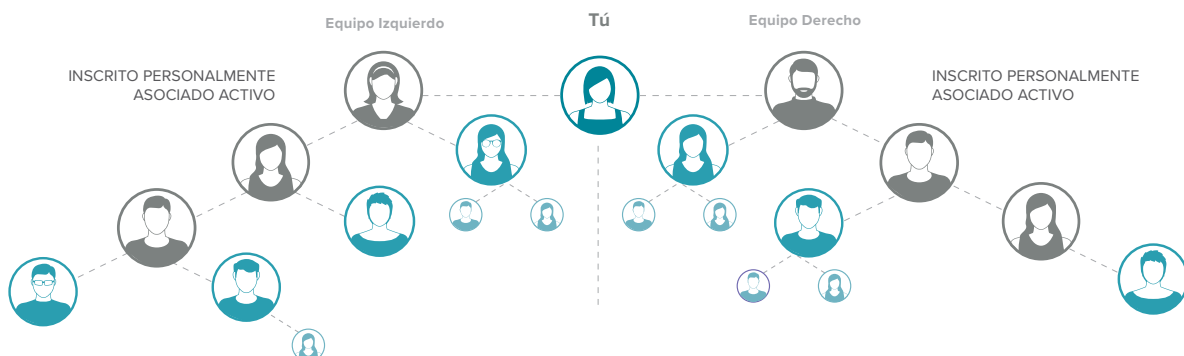 Equipo Izquierdo
Tú
Equipo Derecho
INSCRITO PERSONALMENTE
ASOCIADO ACTIVO
INSCRITO PERSONALMENTE
ASOCIADO ACTIVO